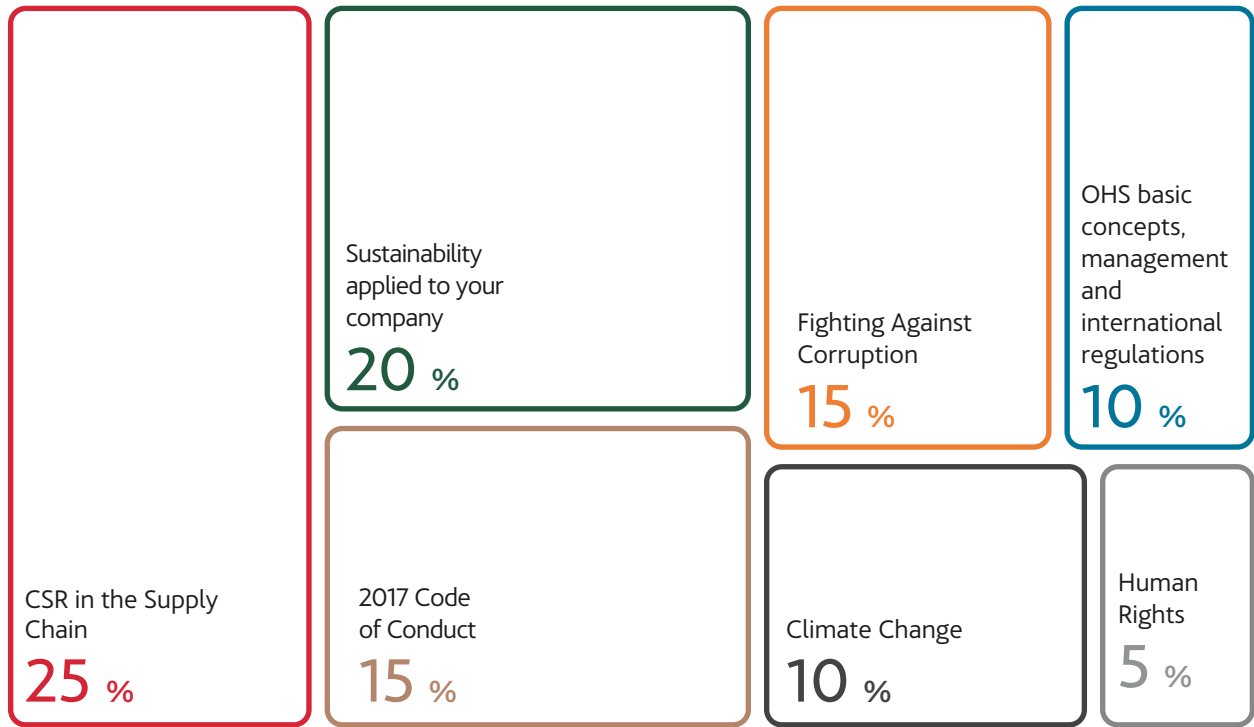 CSR in the Supply
Chain
25 %
Sustainability
applied to your
company
20 %
2017 Code
of Conduct
15 %
Fighting Against
Corruption
15 %
OHS basic
concepts,
management
and
international
regulations
10 %
Climate Change
10 %
Human
Rights
5 %